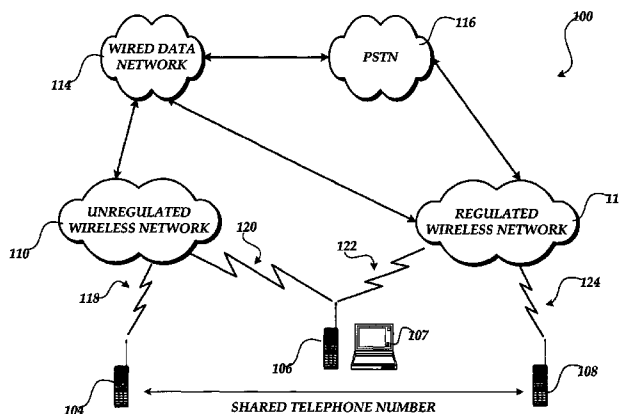 100
116
WIRED DATA
NETWORK
PSTN
114
UNREGULATED
WIRELESS NETWORK
REGULATED
WIRELESS NETWORK
11
110
120
122
118
124
107
106
104
108
SHARED TELEPHONE NUMBER